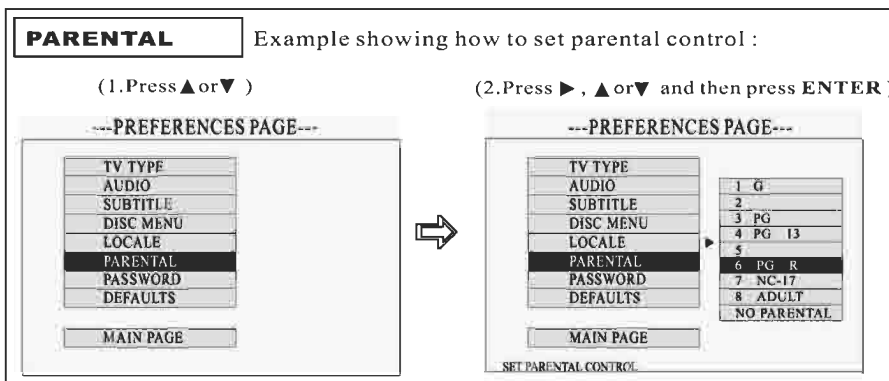 PARENTAL
Example showing how to set parental control :
(1.Press▲or▼ )
(2.Press ▶ , ▲or▼ and then press ENTER )
---PREFERENCES PAGE---
TV TYPE
AUDIO
SUBTITLE
DISC MENU
LOCALE
PARENTAL
PASSWORD
DEFAULTS
MAIN PAGE
---PREFERENCES PAGE---
TV TYPE
AUDIO
SUBTITLE
DISC MENU
LOCALE
PARENTAL
PASSWORD
DEFAULTS
MAIN PAGE
1 G
2
3 PG
4 PG 13
5
6 PG R
7 NC-17
8 ADULT
NO PARENTAL
SET PARENTAL CONTROL